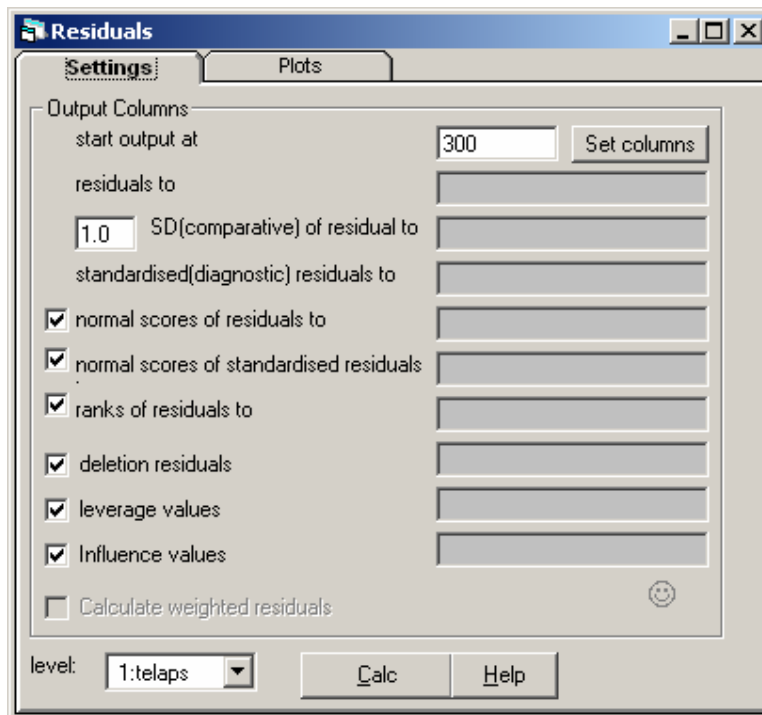 Residuals
Settings Plots
Output Columns
start output at 300 Set columns
residuals to
1.0 SD(comparative) of residual to
standardised(diagnostic) residuals to
normal scores of residuals to
normal scores of standardised residuals
ranks of residuals to
deletion residuals
leverage values
Influence values
Calculate weighted residuals
level: 1:telaps Calc Help